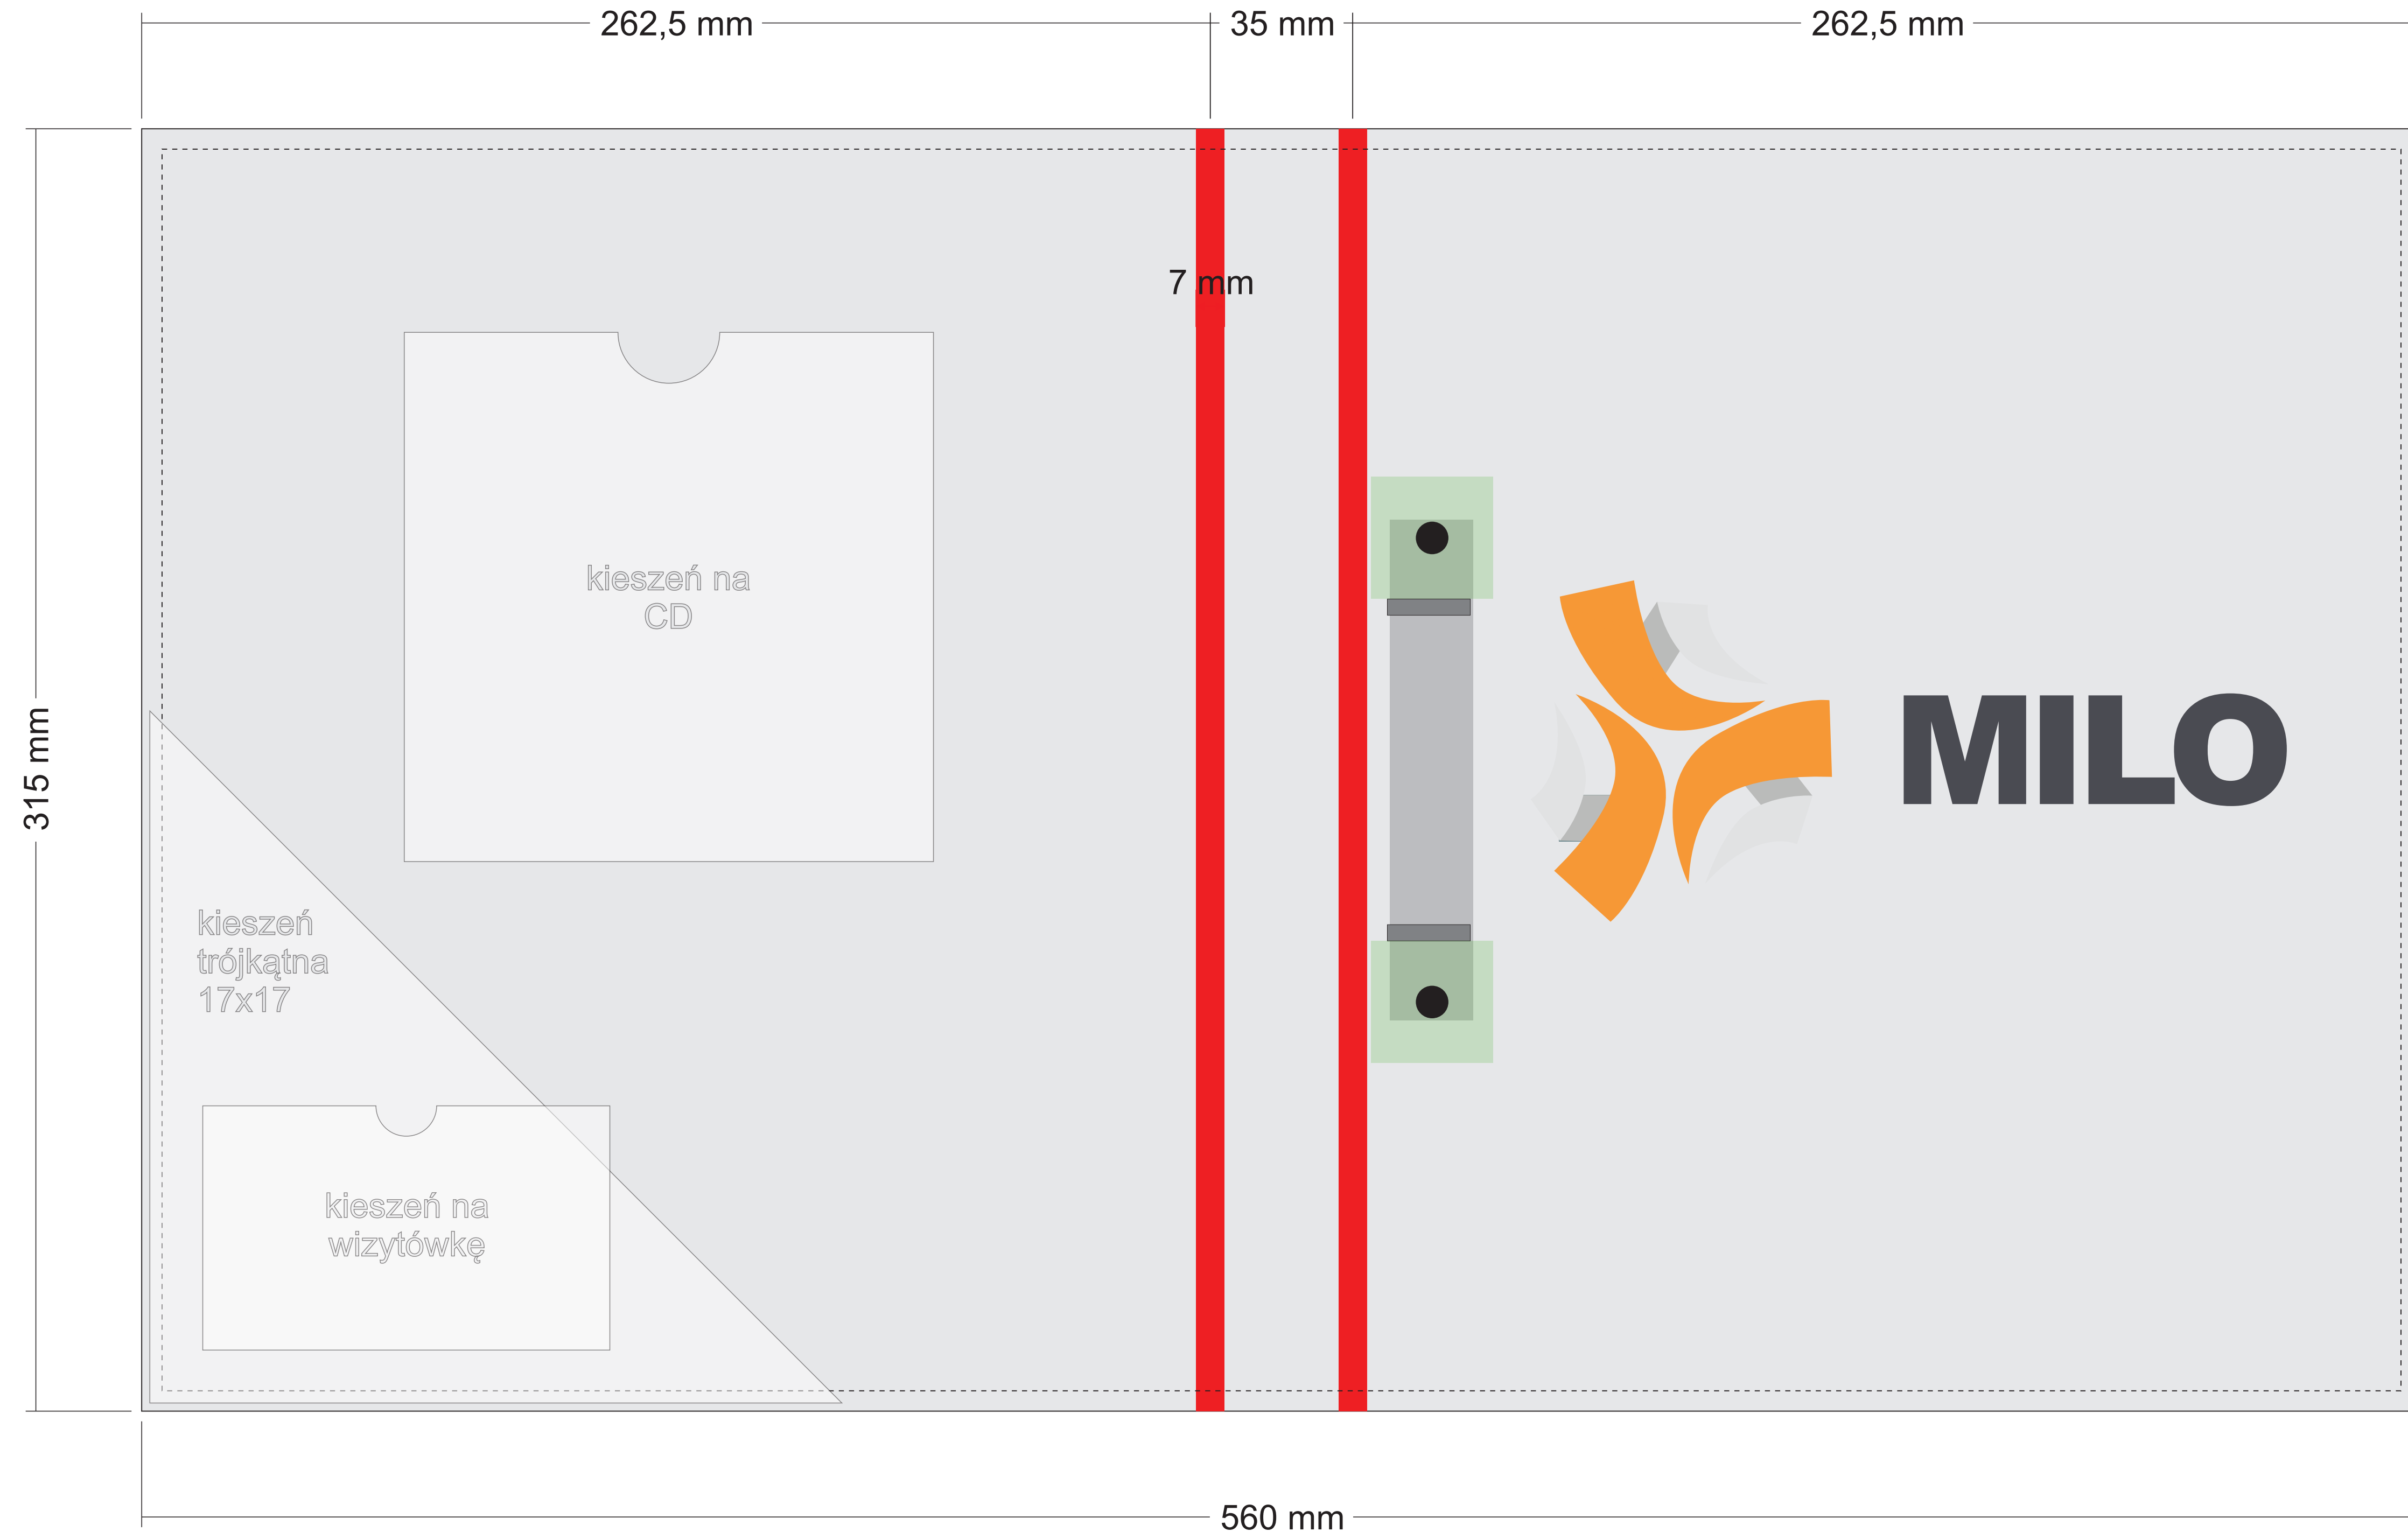 262,5 mm
35 mm
262,5 mm
7 mm
kieszeń na
CD
MILO
315 mm
kieszeń
trójkątna
17x17
kieszeń na
wizytówkę
560 mm